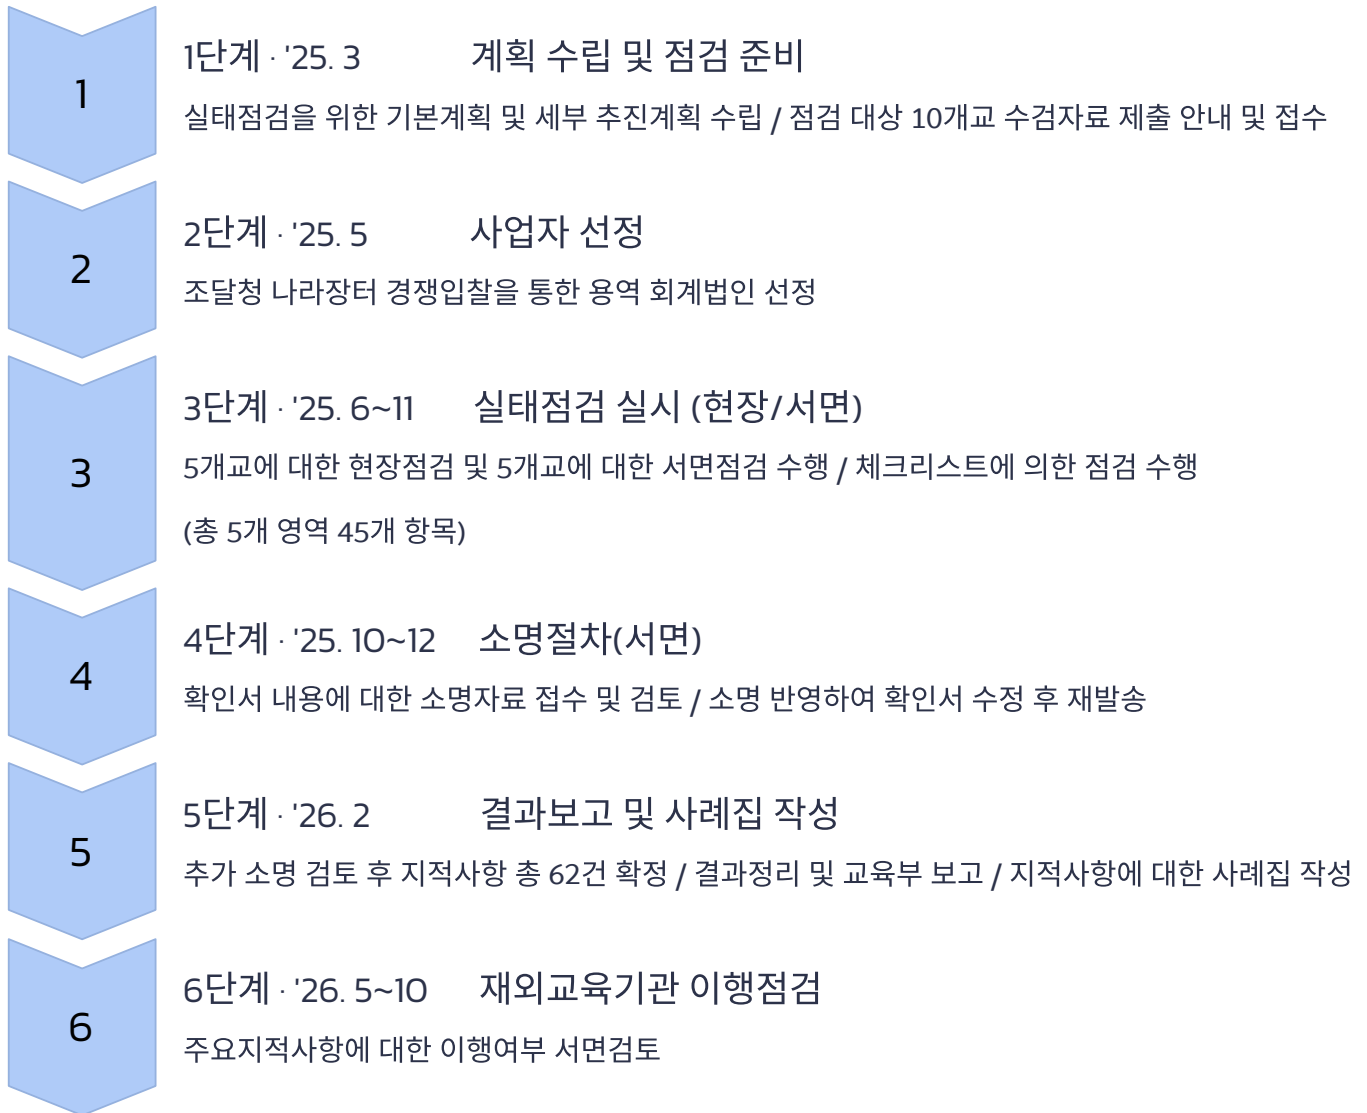 1
1단계 · '25. 3 계획 수립 및 점검 준비
실태점검을 위한 기본계획 및 세부 추진계획 수립 / 점검 대상 10개교 수검자료 제출 안내 및 접수
2
2단계 · '25. 5 사업자 선정
조달청 나라장터 경쟁입찰을 통한 용역 회계법인 선정
3
3단계 · '25. 6~11 실태점검 실시 (현장/서면)
5개교에 대한 현장점검 및 5개교에 대한 서면점검 수행 / 체크리스트에 의한 점검 수행
(총 5개 영역 45개 항목)
4
4단계 · '25. 10~12 소명절차(서면)
확인서 내용에 대한 소명자료 접수 및 검토 / 소명 반영하여 확인서 수정 후 재발송
5
5단계 · '26. 2 결과보고 및 사례집 작성
추가 소명 검토 후 지적사항 총 62건 확정 / 결과정리 및 교육부 보고 / 지적사항에 대한 사례집 작성
6
6단계 · '26. 5~10 재외교육기관 이행점검
주요지적사항에 대한 이행여부 서면검토